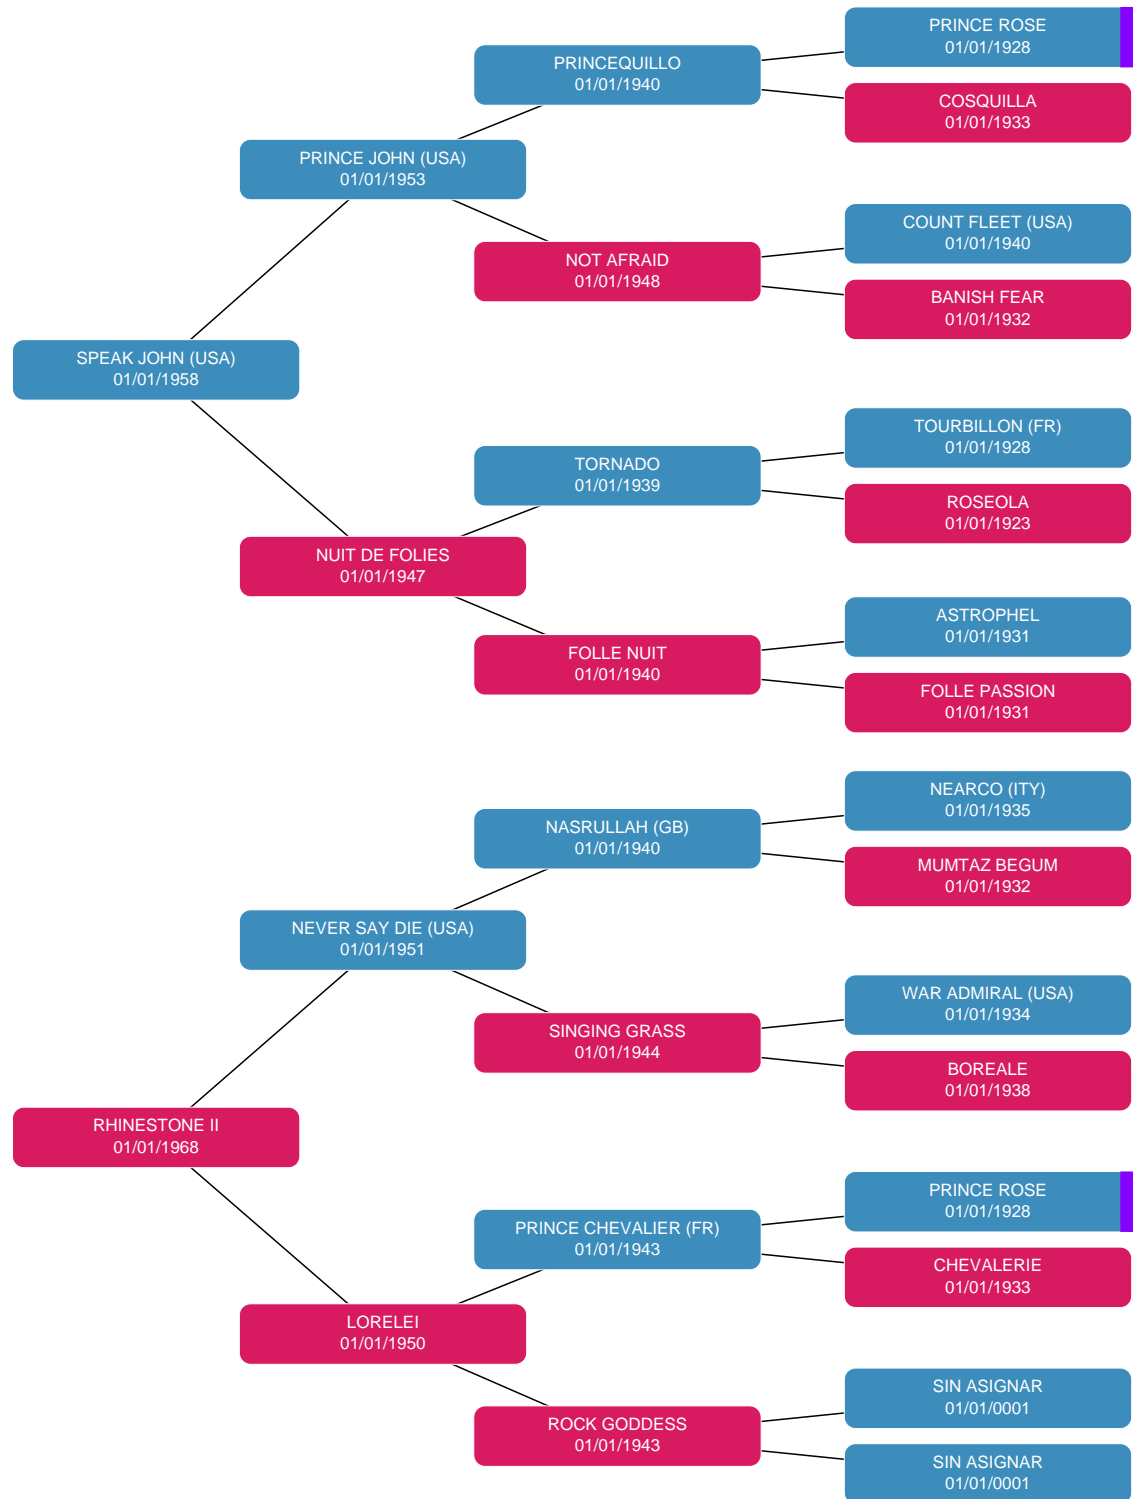 PRINCE ROSE
01/01/1928
PRINCEQUILLO
01/01/1940
COSQUILLA
01/01/1933
PRINCE JOHN (USA)
01/01/1953
COUNT FLEET (USA)
01/01/1940
NOT AFRAID
01/01/1948
BANISH FEAR
01/01/1932
SPEAK JOHN (USA)
01/01/1958
TOURBILLON (FR)
01/01/1928
TORNADO
01/01/1939
ROSEOLA
01/01/1923
NUIT DE FOLIES
01/01/1947
ASTROPHEL
01/01/1931
FOLLE NUIT
01/01/1940
FOLLE PASSION
01/01/1931
NEARCO (ITY)
01/01/1935
NASRULLAH (GB)
01/01/1940
MUMTAZ BEGUM
01/01/1932
NEVER SAY DIE (USA)
01/01/1951
WAR ADMIRAL (USA)
01/01/1934
SINGING GRASS
01/01/1944
BOREALE
01/01/1938
RHINESTONE II
01/01/1968
PRINCE ROSE
01/01/1928
PRINCE CHEVALIER (FR)
01/01/1943
CHEVALERIE
01/01/1933
LORELEI
01/01/1950
SIN ASIGNAR
01/01/0001
ROCK GODDESS
01/01/1943
SIN ASIGNAR
01/01/0001